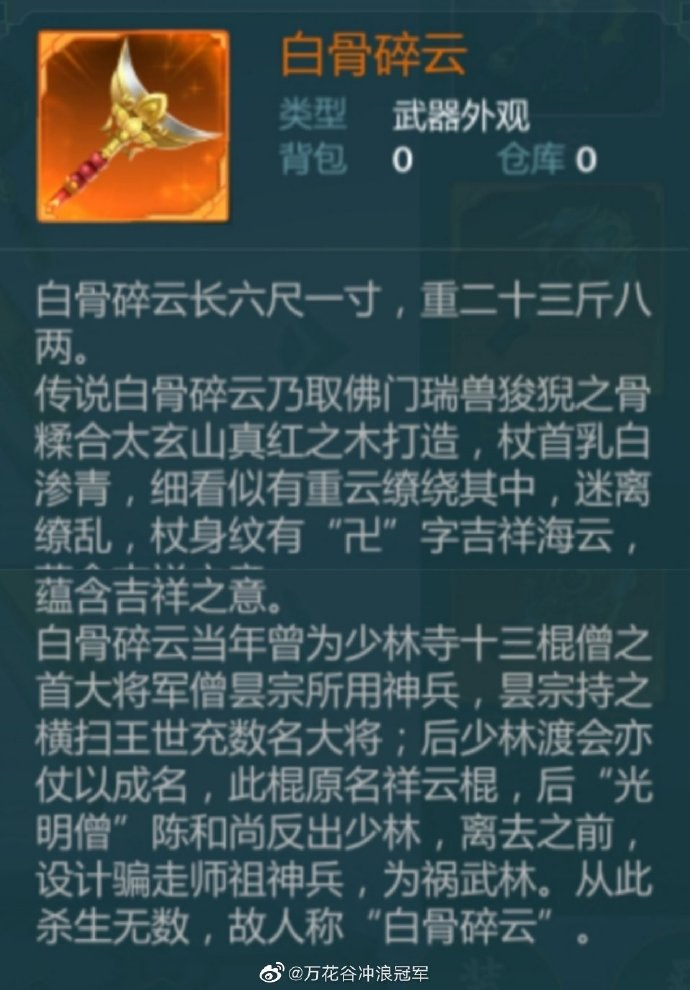 白骨碎云
类型 武器外观
背包 0 仓库 0
白骨碎云长六尺一寸，重二十三斤八
两。
传说白骨碎云乃取佛门瑞兽狻猊之骨
糅合太玄山真红之木打造，杖首乳白
渗青，细看似有重云缭绕其中，迷离
缭乱，杖身纹有“卍”字吉祥海云，
蕴含吉祥之意。
白骨碎云当年曾为少林寺十三棍僧之
首大将军僧昙宗所用神兵，昙宗持之
横扫王世充数名大将；后少林渡会亦
仗以成名，此棍原名祥云棍，后“光
明僧”陈和尚反出少林，离去之前，
设计骗走师祖神兵，为祸武林。从此
杀生无数，故人称“白骨碎云”。
@万花谷冲浪冠军